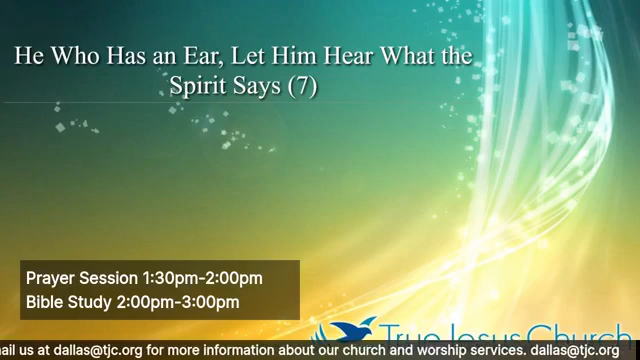 He Who Has an Ear, Let Him Hear What the
Spirit Says (7)
Prayer Session 1:30pm-2:00pm
Bible Study 2:00pm-3:00pm
True Jesus Church
us at dallas@tjc.org for more information about our church and worship services. dallas@tjc.org